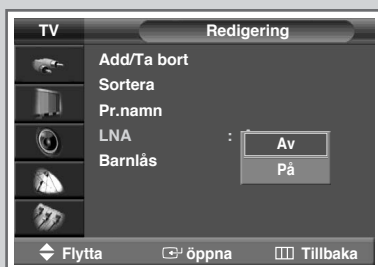 TV Redigering
Add/Ta bort
Sortera
Pr.namn
LNA :
Av
Barnlås
På
Flytta öppna Tillbaka